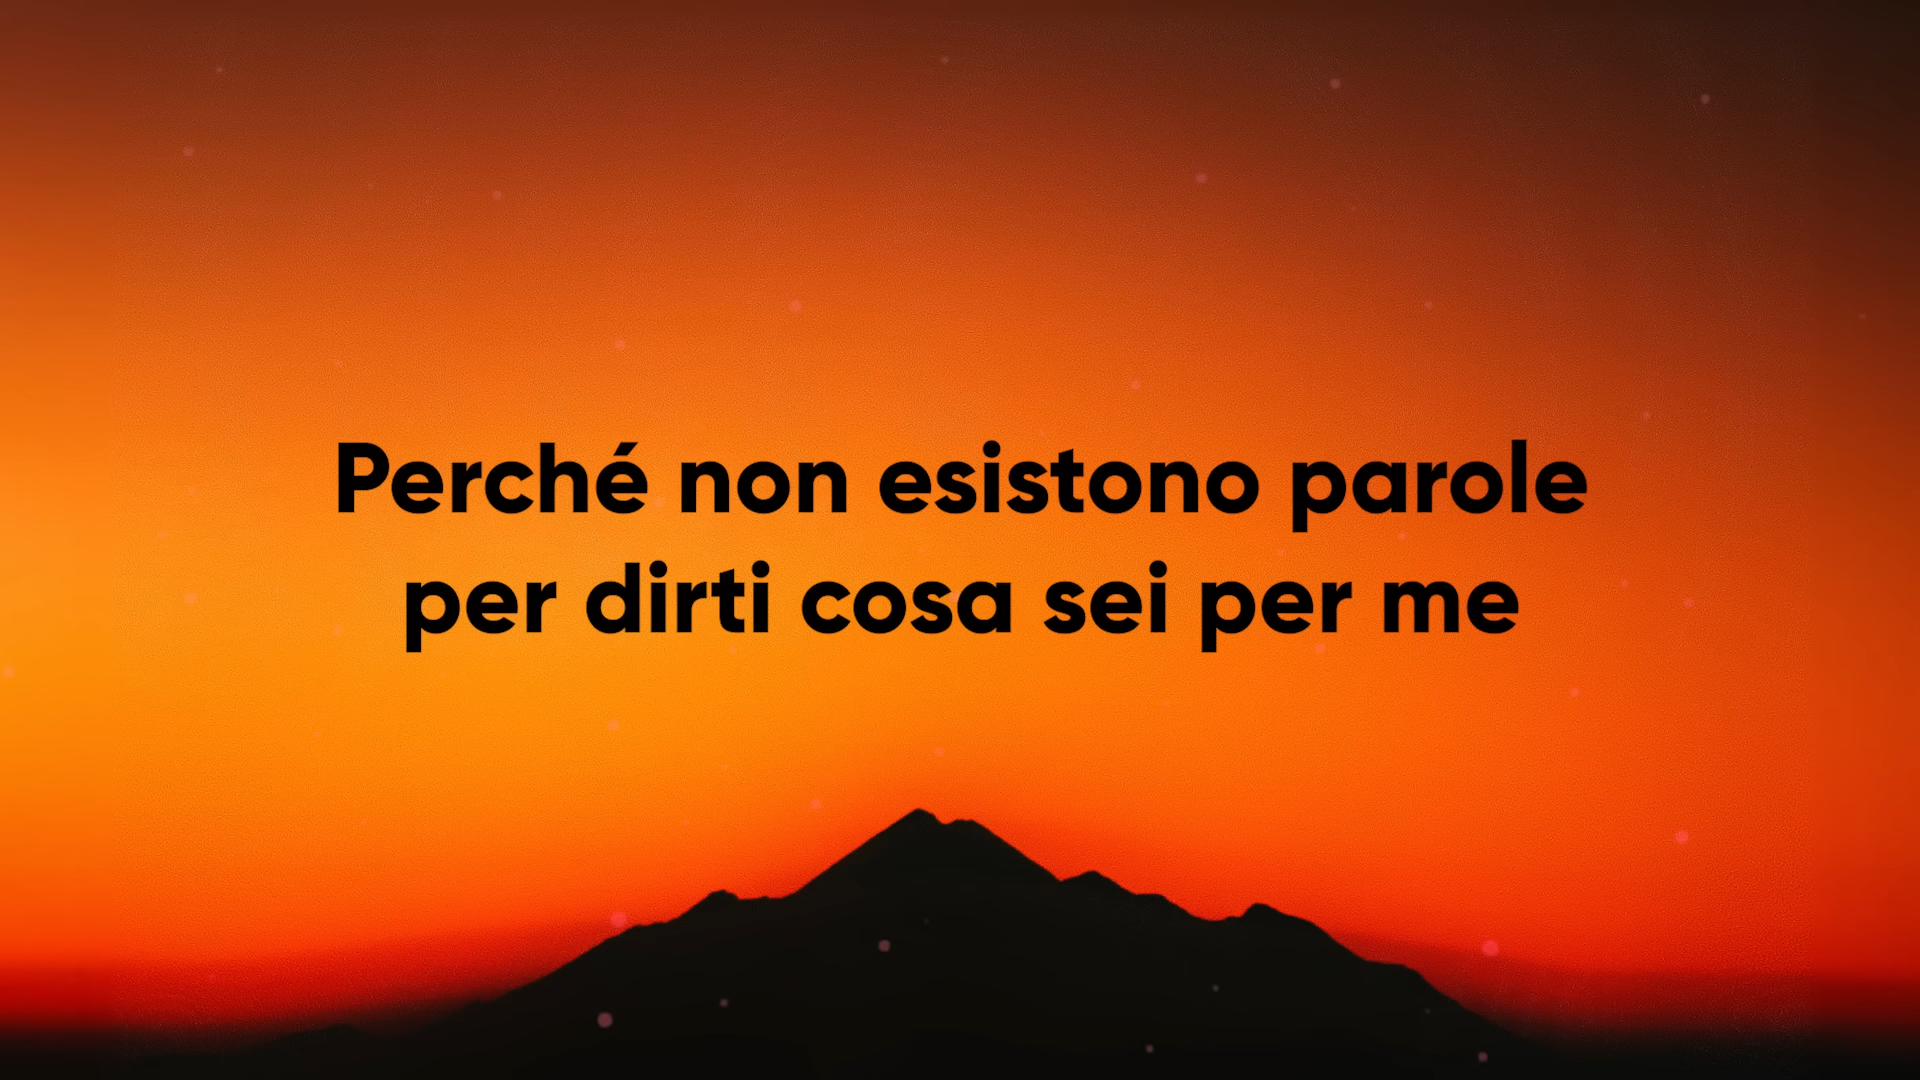 Perché non esistono parole
per dirti cosa sei per me